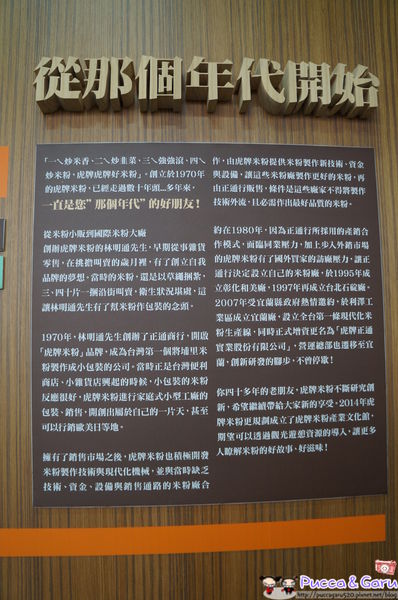 從那個年代開始
「一ㄟ炒米香、二ㄟ炒韭菜、三ㄟ強強滾、四ㄟ
炒米粉、虎牌虎牌好米粉」,創立於1970年
的虎牌米粉,已經走過數十年頭...多年來,
一直是您"那個年代"的好朋友!
從米粉小販到國際米粉大廠
創辦虎牌米粉的林明通先生,早期從事雜貨
零售,在挑擔叫賣的歲月裡,有了創立自我
品牌的夢想。當時的米粉,還是以草繩捆紮,
三、四十片一捆沿街叫賣,衛生狀況堪慮,這
讓林明通先生有了幫米粉作包裝的念頭。
1970年,林明通先生創辦了正通商行,開啟
「虎牌米粉」品牌,成為台灣第一個將埔里米
粉製作成小包裝的公司。當時正是台灣便利
商店、小雜貨店興起的時候,小包裝的米粉
反應很好,虎牌米粉進行家庭式小型工廠的
包裝、銷售,開創出屬於自己的一片天,甚至
可以行銷歐美日等地。
擁有了銷售市場之後,虎牌米粉也積極開發
米粉製作技術與現代化機械,並與當時缺乏
技術、資金、設備與銷售通路的米粉廠合
作,由虎牌米粉提供米粉製作新技術、資金
與設備,讓這些米粉廠製作更好的米粉,再
由正通行販售,條件是這些廠家不得將製作
技術外流,且必需作出最好品質的米粉。
約在1980年,因為正通行所採用的產銷合
作模式,面臨同業壓力,加上步入外銷市場
的虎牌米粉有了國外買家的訪廠壓力,讓正
通行決定設立自己的米粉廠,於1995年成
立彰化和美廠,1997年再成立台北石碇廠。
2007年受宜蘭縣政府熱情邀約,於利澤工
業區成立宜蘭廠,設立全台第一條現代化米
粉生產線,同時正式增資更名為「虎牌正通
實業股份有限公司」,營運總部也遷移至宜
蘭,創新研發的腳步,不曾停歇!
你四十多年的老朋友,虎牌米粉不斷研究創
新,希望繼續帶給大家新的享受。2014年虎
牌米粉更規劃成立了虎牌米粉產業文化館,
期望可以透過觀光遊憩資源的導入,讓更多
人瞭解米粉的好故事、好滋味!
Pucca & Garu
http://puccagaru520.pixnet.net/blog